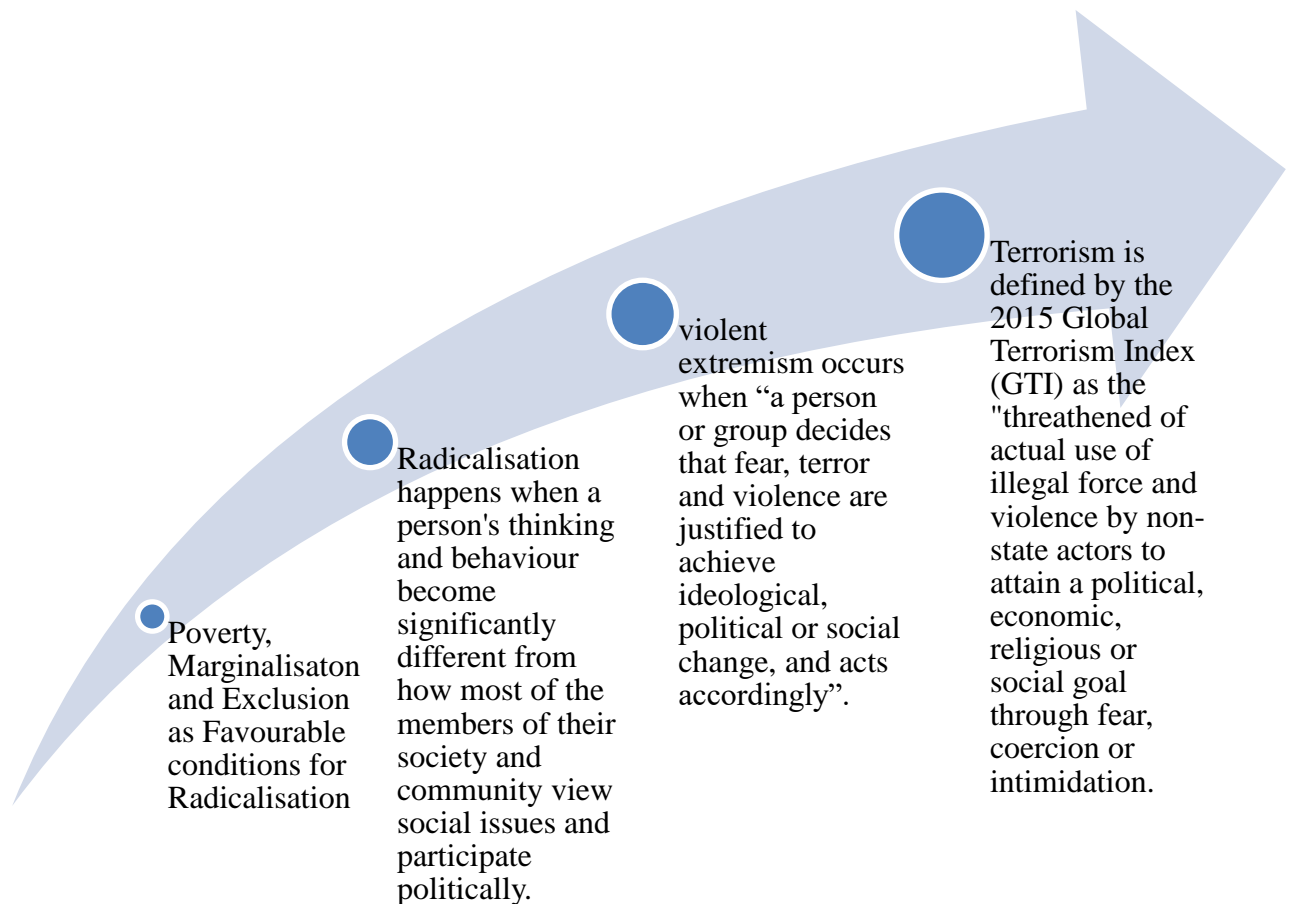 Poverty,
Marginalisaton
and Exclusion
as Favourable
conditions for
Radicalisation
Radicalisation
happens when a
person's thinking
and behaviour
become
significantly
different from
how most of the
members of their
society and
community view
social issues and
participate
politically.
violent
extremism occurs
when “a person
or group decides
that fear, terror
and violence are
justified to
achieve
ideological,
political or social
change, and acts
accordingly”.
Terrorism is
defined by the
2015 Global
Terrorism Index
(GTI) as the
"threathened of
actual use of
illegal force and
violence by non-
state actors to
attain a political,
economic,
religious or
social goal
through fear,
coercion or
intimidation.